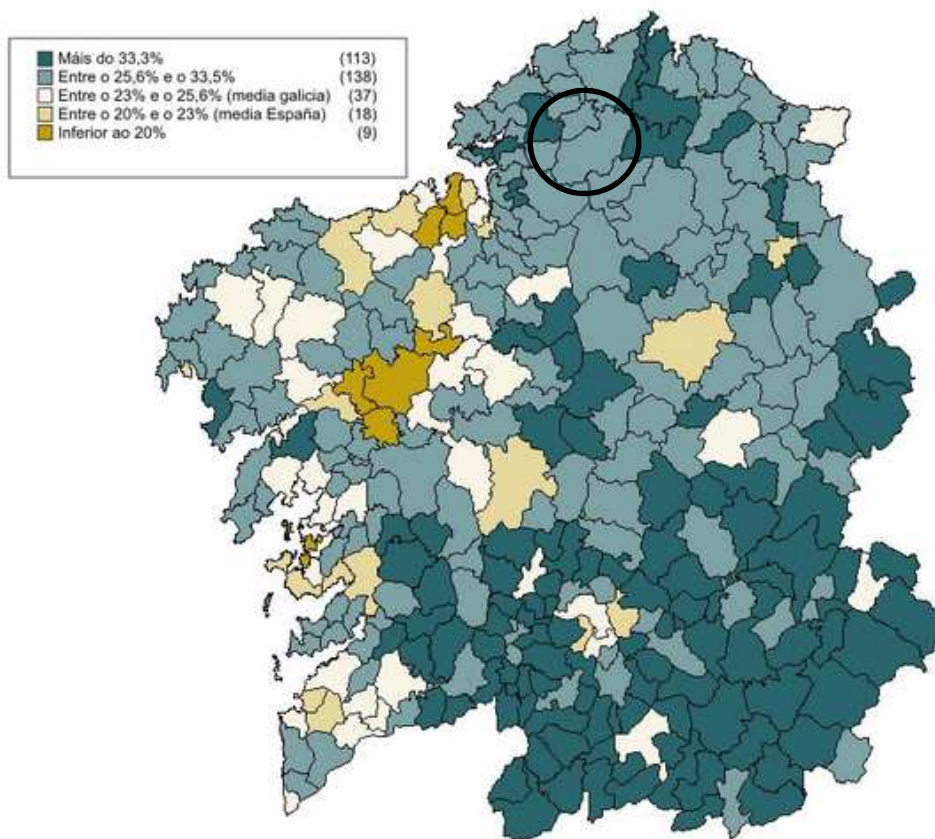 Máis do 33,3% (113)
Entre o 25,6% e o 33,5% (138)
Entre o 23% e o 25,6% (media galicia) (37)
Entre o 20% e o 23% (media España) (18)
Inferior ao 20% (9)